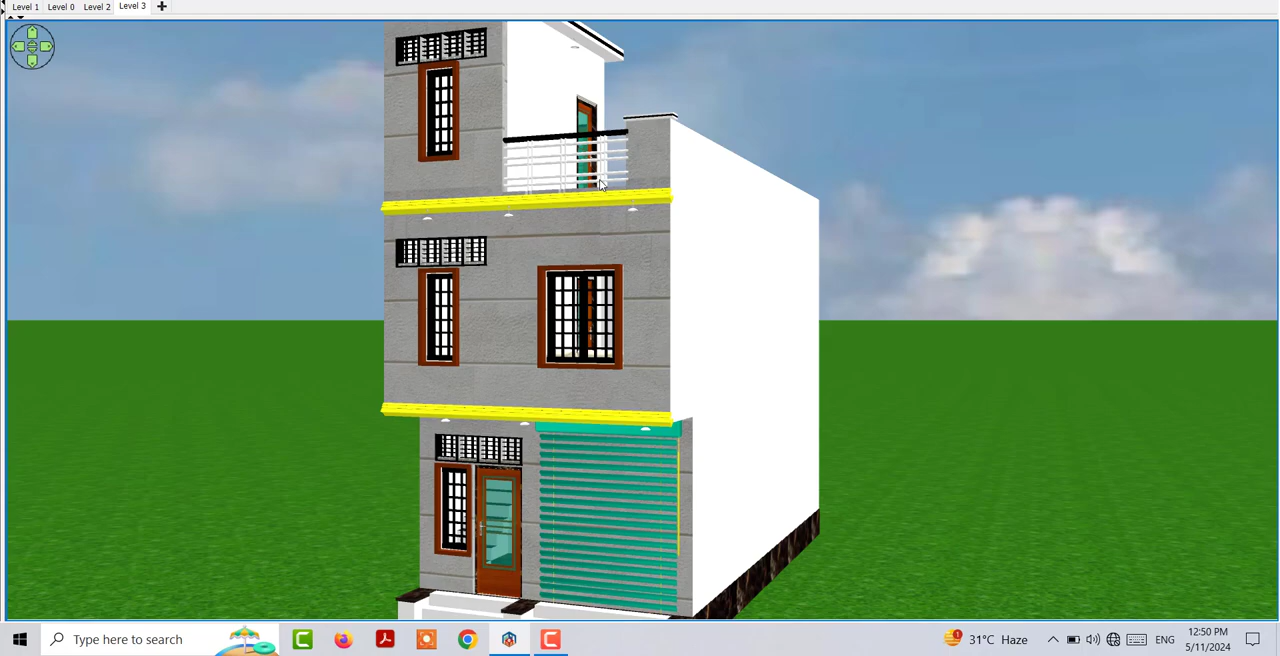 Level 1 Level 0 Level 2 Level 3
Type here to search
31°C Haze
ENG
12:50 PM
5/11/2024
1